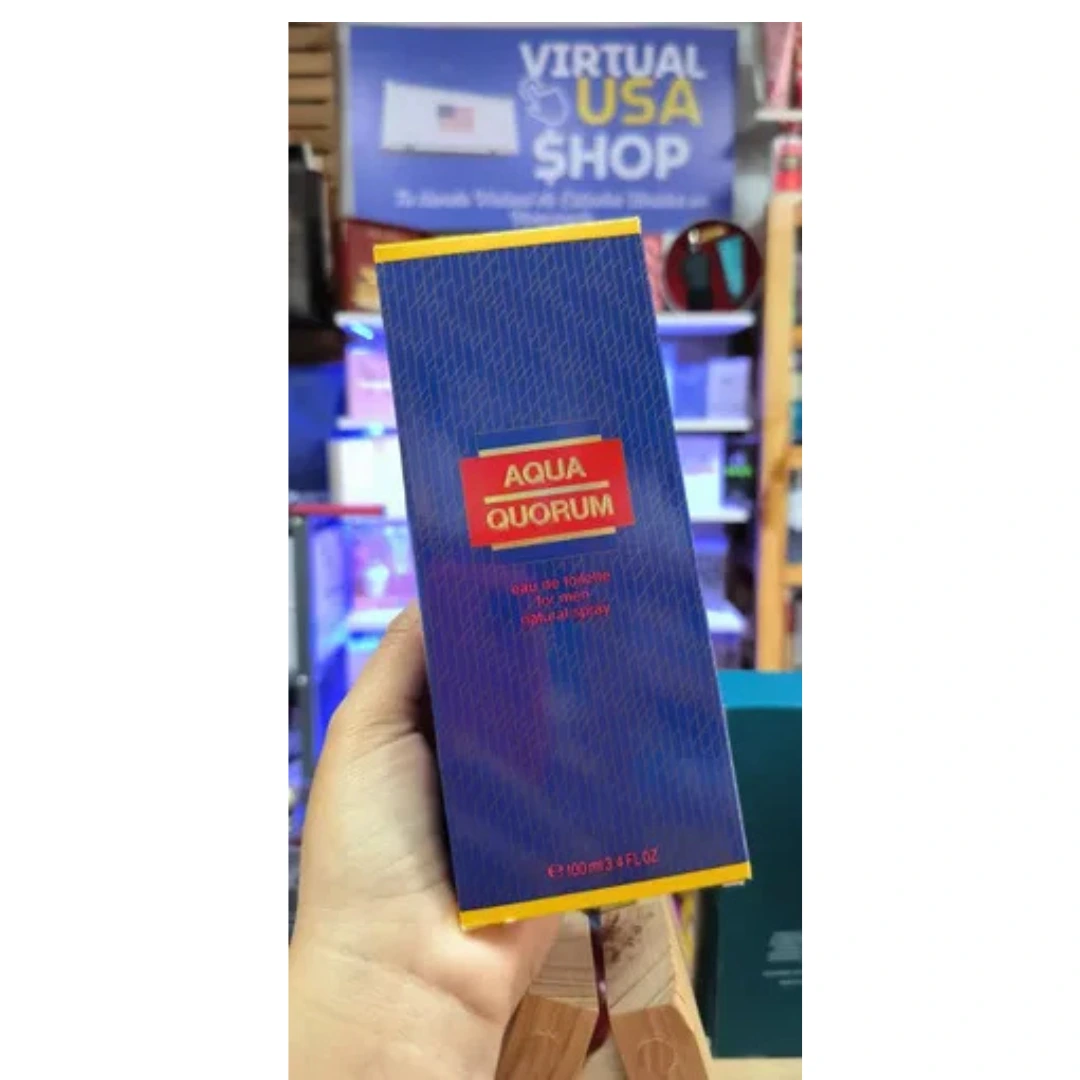 VIRTUAL
USA
$HOP
AQUA
QUORUM
eau de toilette
for men
natural spray
℮ 100 ml 3.4 FL.OZ